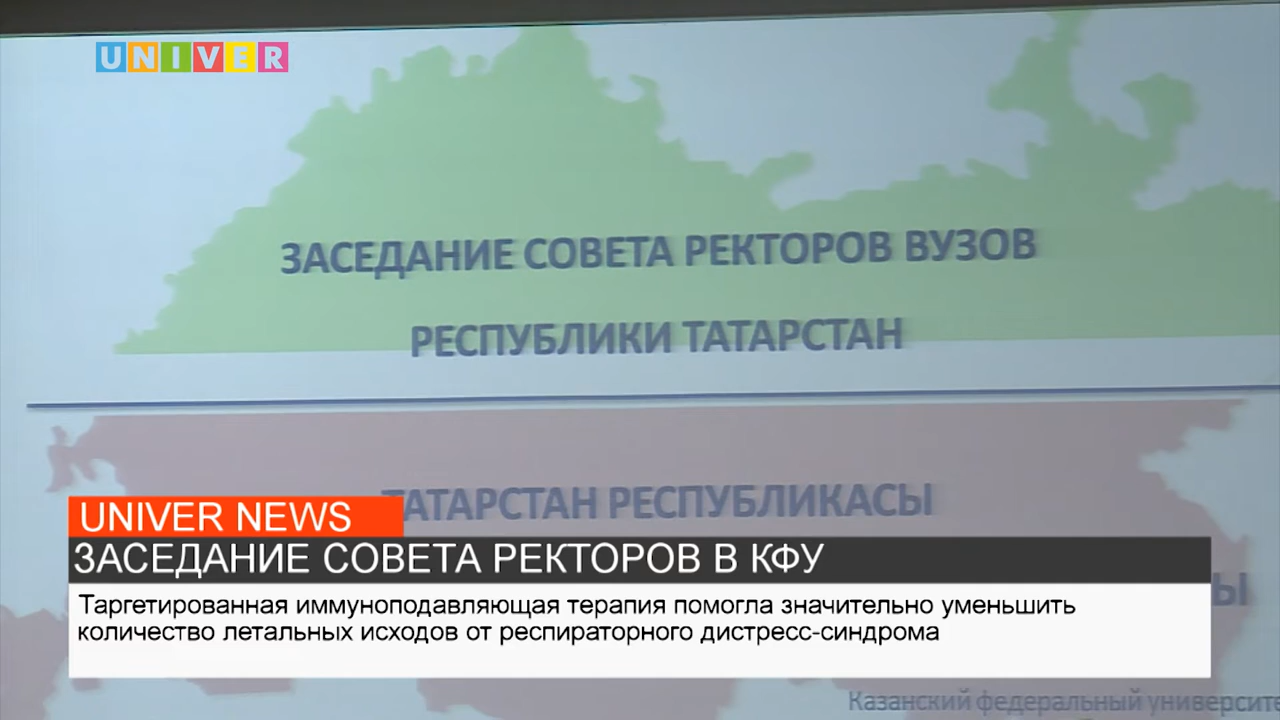 UNIVER
ЗАСЕДАНИЕ СОВЕТА РЕКТОРОВ ВУЗОВ
РЕСПУБЛИКИ ТАТАРСТАН
ТАТАРСТАН РЕСПУБЛИКАСЫ
UNIVER NEWS
ЗАСЕДАНИЕ СОВЕТА РЕКТОРОВ В КФУ
Таргетированная иммуноподавляющая терапия помогла значительно уменьшить
количество летальных исходов от респираторного дистресс-синдрома
Казанский федеральный